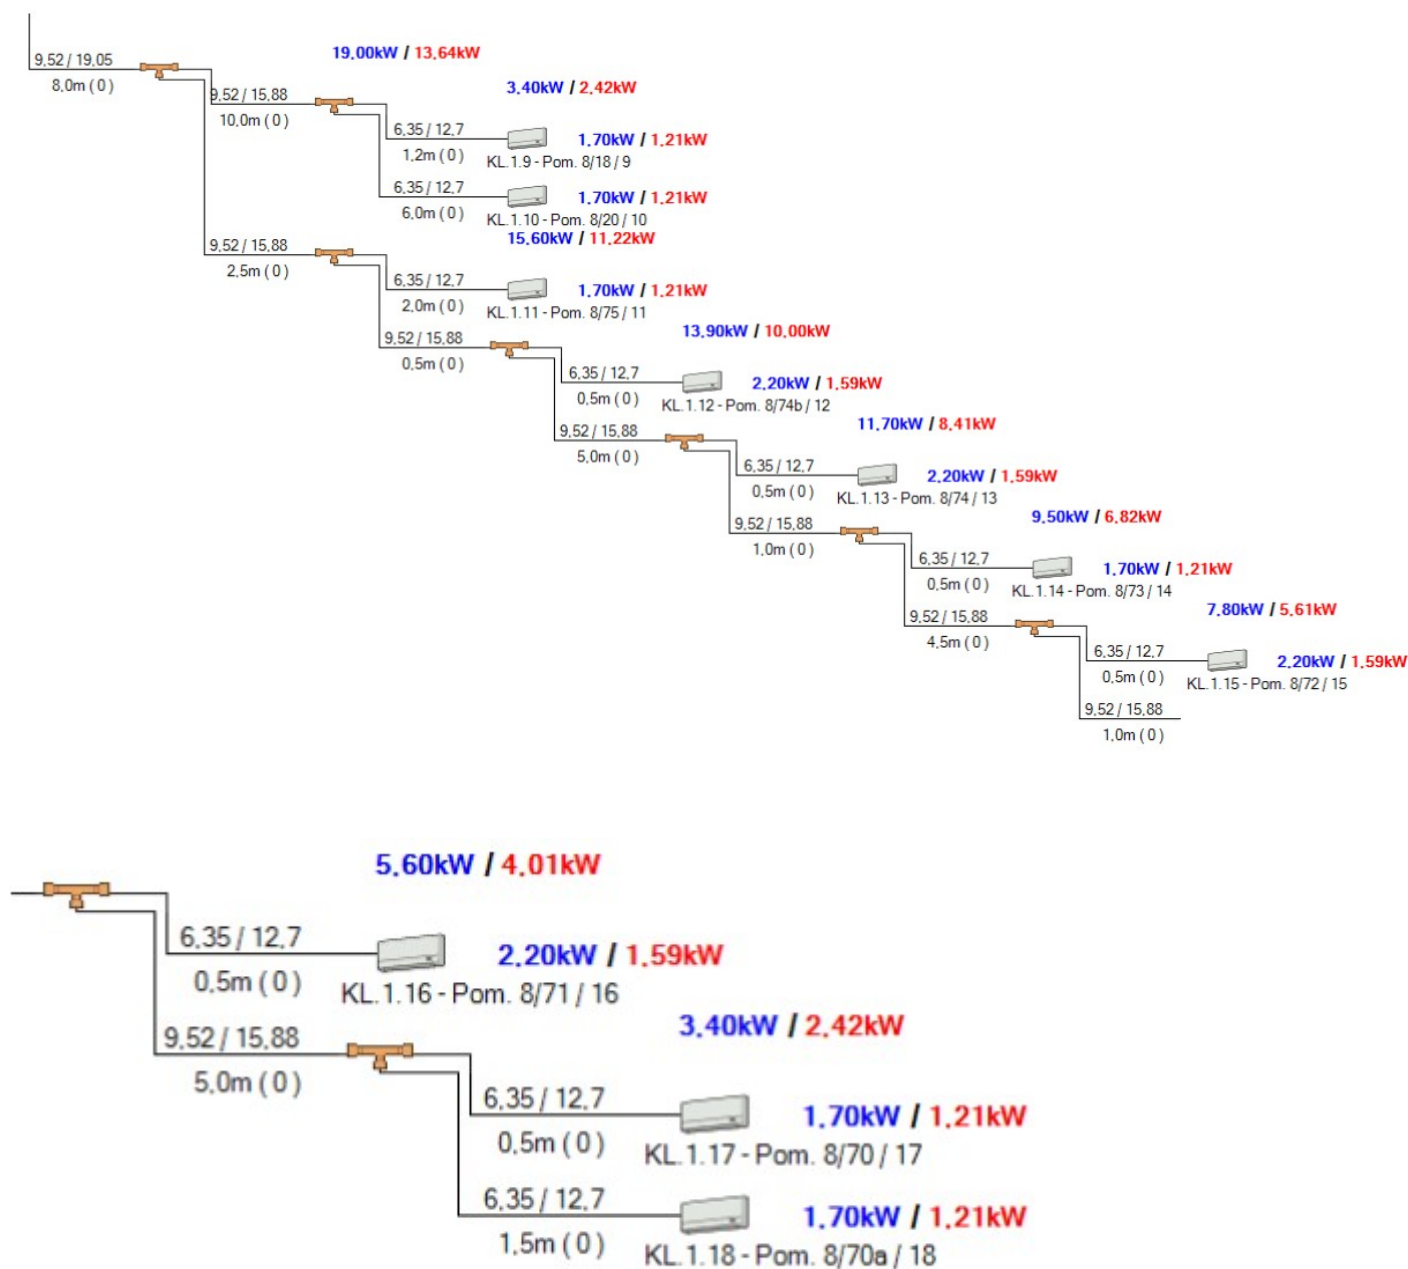 9,52 / 19,05
8,0m ( 0 )
19,00kW / 13,64kW
9,52 / 15,88
10,0m ( 0 )
3,40kW / 2,42kW
6,35 / 12,7
1,2m ( 0 )
1,70kW / 1,21kW
KL.1.9 - Pom. 8/18 / 9
6,35 / 12,7
6,0m ( 0 )
1,70kW / 1,21kW
KL.1.10 - Pom. 8/20 / 10
9,52 / 15,88
2,5m ( 0 )
15,60kW / 11,22kW
6,35 / 12,7
2,0m ( 0 )
1,70kW / 1,21kW
KL.1.11 - Pom. 8/75 / 11
9,52 / 15,88
0,5m ( 0 )
13,90kW / 10,00kW
6,35 / 12,7
0,5m ( 0 )
2,20kW / 1,59kW
KL.1.12 - Pom. 8/74b / 12
9,52 / 15,88
5,0m ( 0 )
11,70kW / 8,41kW
6,35 / 12,7
0,5m ( 0 )
2,20kW / 1,59kW
KL.1.13 - Pom. 8/74 / 13
9,52 / 15,88
1,0m ( 0 )
9,50kW / 6,82kW
6,35 / 12,7
0,5m ( 0 )
1,70kW / 1,21kW
KL.1.14 - Pom. 8/73 / 14
9,52 / 15,88
4,5m ( 0 )
7,80kW / 5,61kW
6,35 / 12,7
0,5m ( 0 )
2,20kW / 1,59kW
KL.1.15 - Pom. 8/72 / 15
9,52 / 15,88
1,0m ( 0 )
5,60kW / 4,01kW
6,35 / 12,7
0,5m ( 0 )
2,20kW / 1,59kW
KL.1.16 - Pom. 8/71 / 16
9,52 / 15,88
5,0m ( 0 )
3,40kW / 2,42kW
6,35 / 12,7
0,5m ( 0 )
1,70kW / 1,21kW
KL.1.17 - Pom. 8/70 / 17
6,35 / 12,7
1,5m ( 0 )
1,70kW / 1,21kW
KL.1.18 - Pom. 8/70a / 18